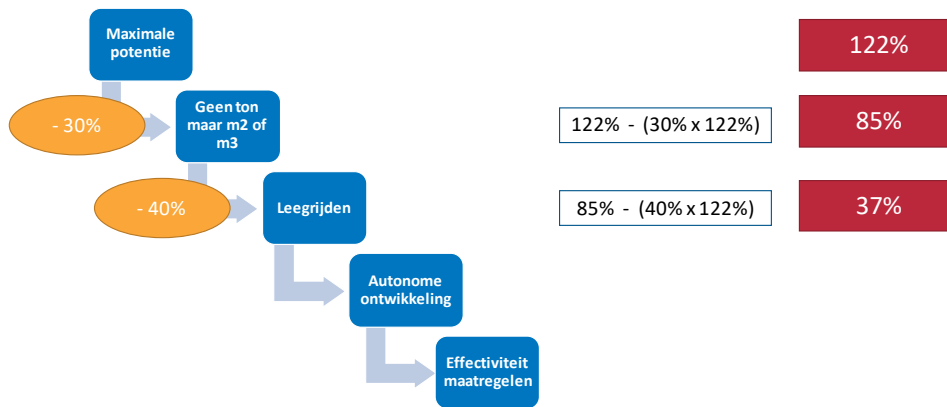 Maximale
potentie
122%
- 30%
Geen ton
maar m2 of
m3
122% - (30% x 122%)
85%
- 40%
Leegrijden
85% - (40% x 122%)
37%
Autonome
ontwikkeling
Effectiviteit
maatregelen